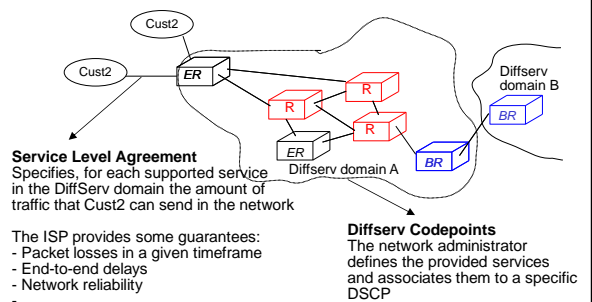 Cust2
Cust2
ER
R
R
R
ER
BR
BR
Diffserv
domain B
Diffserv domain A
Service Level Agreement
Specifies, for each supported service
in the DiffServ domain the amount of
traffic that Cust2 can send in the network
The ISP provides some guarantees:
- Packet losses in a given timeframe
- End-to-end delays
- Network reliability
-
Diffserv Codepoints
The network administrator
defines the provided services
and associates them to a specific
DSCP